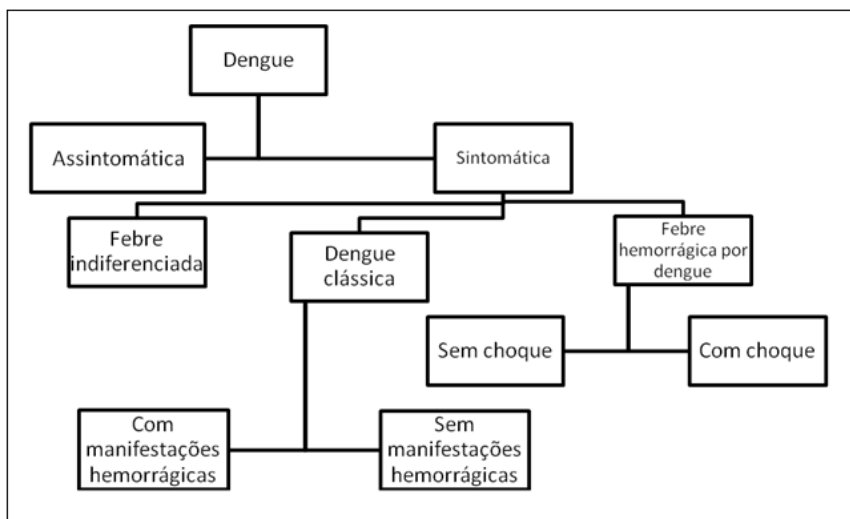 Dengue
Assintomática
Sintomática
Febre
indiferenciada
Dengue
clássica
Febre
hemorrágica por
dengue
Sem choque
Com choque
Com
manifestações
hemorrágicas
Sem
manifestações
hemorrágicas